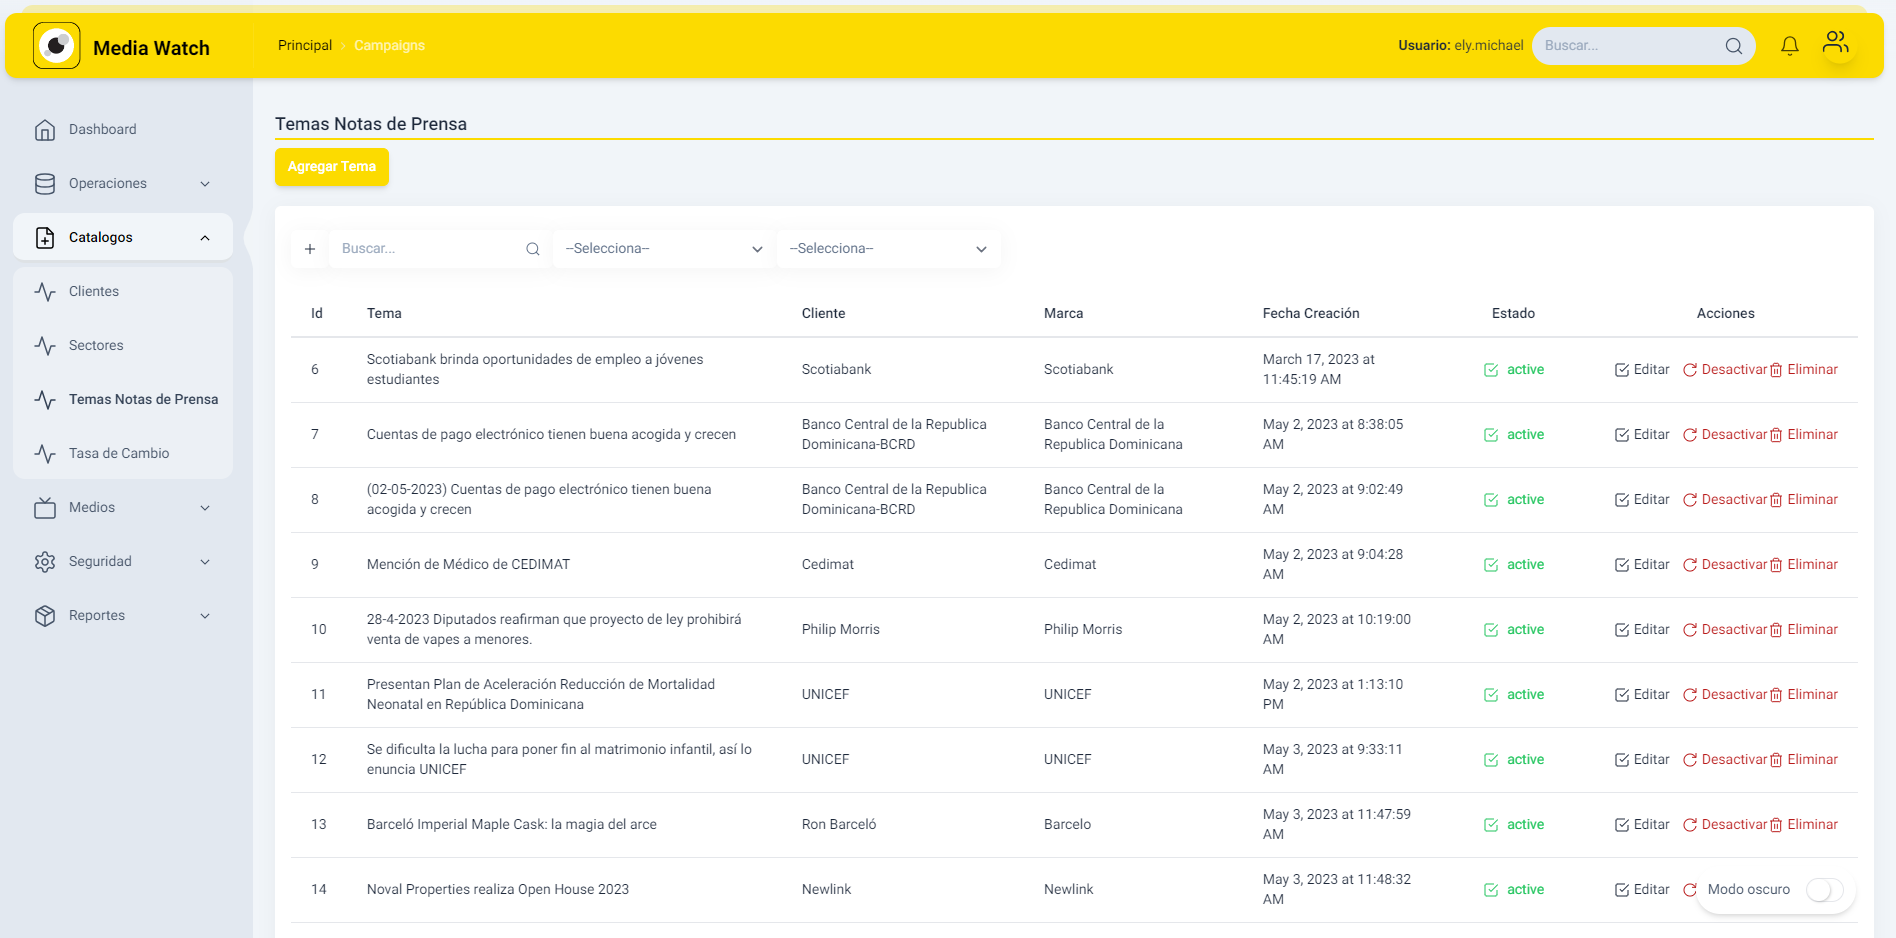 Media Watch
Principal
Campaigns
Usuario: ely.michael
Buscar...
Dashboard
Operaciones
Catalogos
Clientes
Sectores
Temas Notas de Prensa
Tasa de Cambio
Medios
Seguridad
Reportes
Temas Notas de Prensa
Agregar Tema
+ Buscar... --Selecciona-- --Selecciona--
Id Tema Cliente Marca Fecha Creación Estado Acciones
6 Scotiabank brinda oportunidades de empleo a jóvenes Scotiabank Scotiabank March 17, 2023 at active Editar Desactivar Eliminar
estudiantes 11:45:19 AM
7 Cuentas de pago electrónico tienen buena acogida y crecen Banco Central de la Republica Banco Central de la May 2, 2023 at 8:38:05 active Editar Desactivar Eliminar
Dominicana-BCRD Republica Dominicana AM
8 (02-05-2023) Cuentas de pago electrónico tienen buena Banco Central de la Republica Banco Central de la May 2, 2023 at 9:02:49 active Editar Desactivar Eliminar
acogida y crecen Dominicana-BCRD Republica Dominicana AM
9 Mención de Médico de CEDIMAT Cedimat Cedimat May 2, 2023 at 9:04:28 active Editar Desactivar Eliminar
AM
10 28-4-2023 Diputados reafirman que proyecto de ley prohibirá Philip Morris Philip Morris May 2, 2023 at 10:19:00 active Editar Desactivar Eliminar
venta de vapes a menores. AM
11 Presentan Plan de Aceleración Reducción de Mortalidad UNICEF UNICEF May 2, 2023 at 1:13:10 active Editar Desactivar Eliminar
Neonatal en República Dominicana PM
12 Se dificulta la lucha para poner fin al matrimonio infantil, así lo UNICEF UNICEF May 3, 2023 at 9:33:11 active Editar Desactivar Eliminar
enuncia UNICEF AM
13 Barceló Imperial Maple Cask: la magia del arce Ron Barceló Barcelo May 3, 2023 at 11:47:59 active Editar Desactivar Eliminar
AM
14 Noval Properties realiza Open House 2023 Newlink Newlink May 3, 2023 at 11:48:32 active Editar Modo oscuro
AM